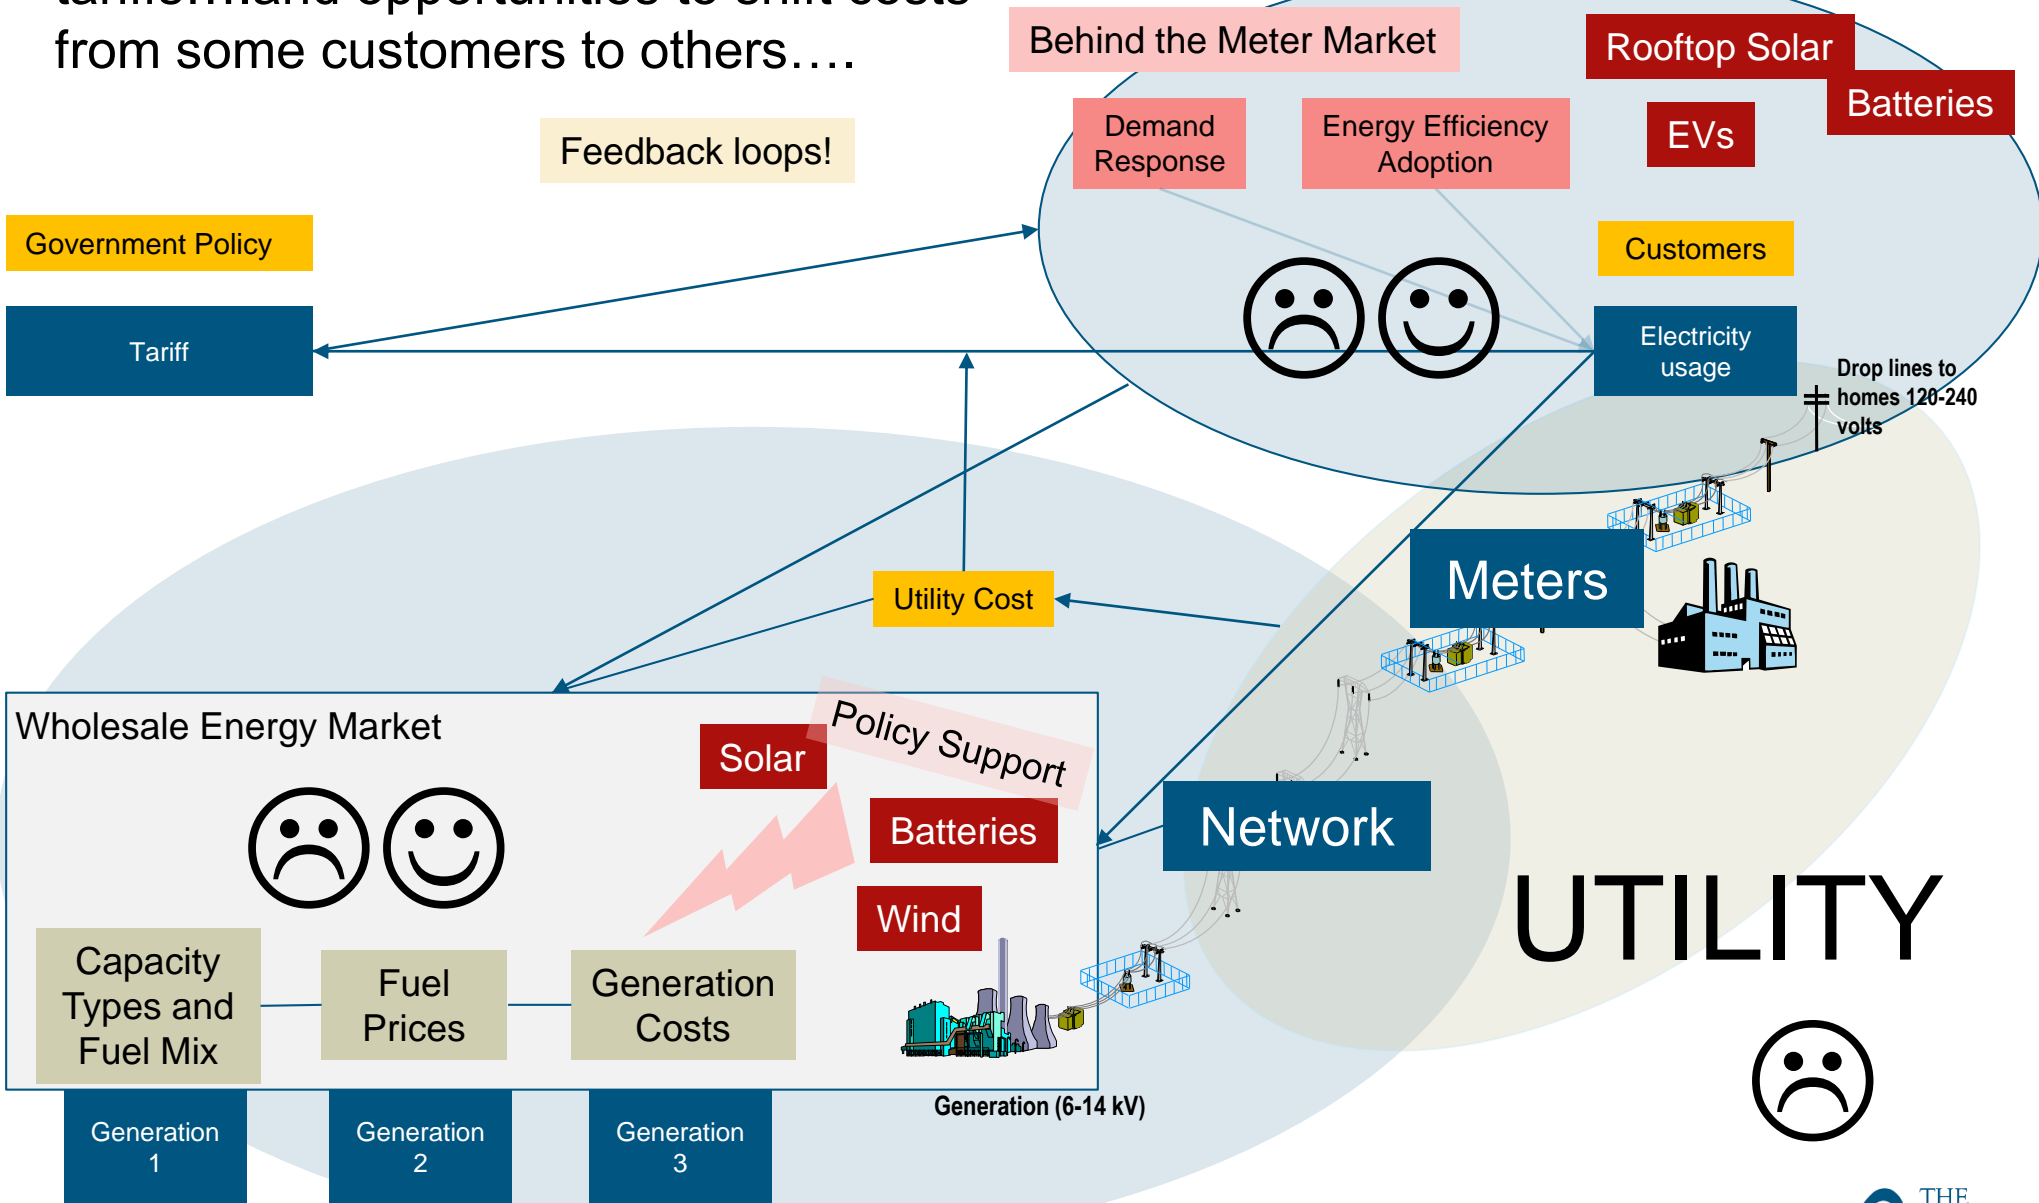 from some customers to others….
Behind the Meter Market
Rooftop Solar
Batteries
Demand
Response
Energy Efficiency
Adoption
EVs
Feedback loops!
Government Policy
Customers
Tariff
Electricity
usage
Drop lines to
homes 120-240
volts
Meters
Utility Cost
Wholesale Energy Market
Policy Support
Solar
Batteries
Network
Wind
UTILITY
Capacity
Types and
Fuel Mix
Fuel
Prices
Generation
Costs
Generation (6-14 kV)
Generation
1
Generation
2
Generation
3
THE